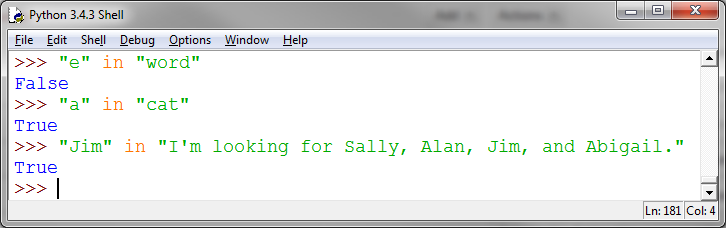 Python 3.4.3 Shell
File Edit Shell Debug Options Window Help
>>> "e" in "word"
False
>>> "a" in "cat"
True
>>> "Jim" in "I'm looking for Sally, Alan, Jim, and Abigail."
True
>>>
Ln: 181 Col: 4